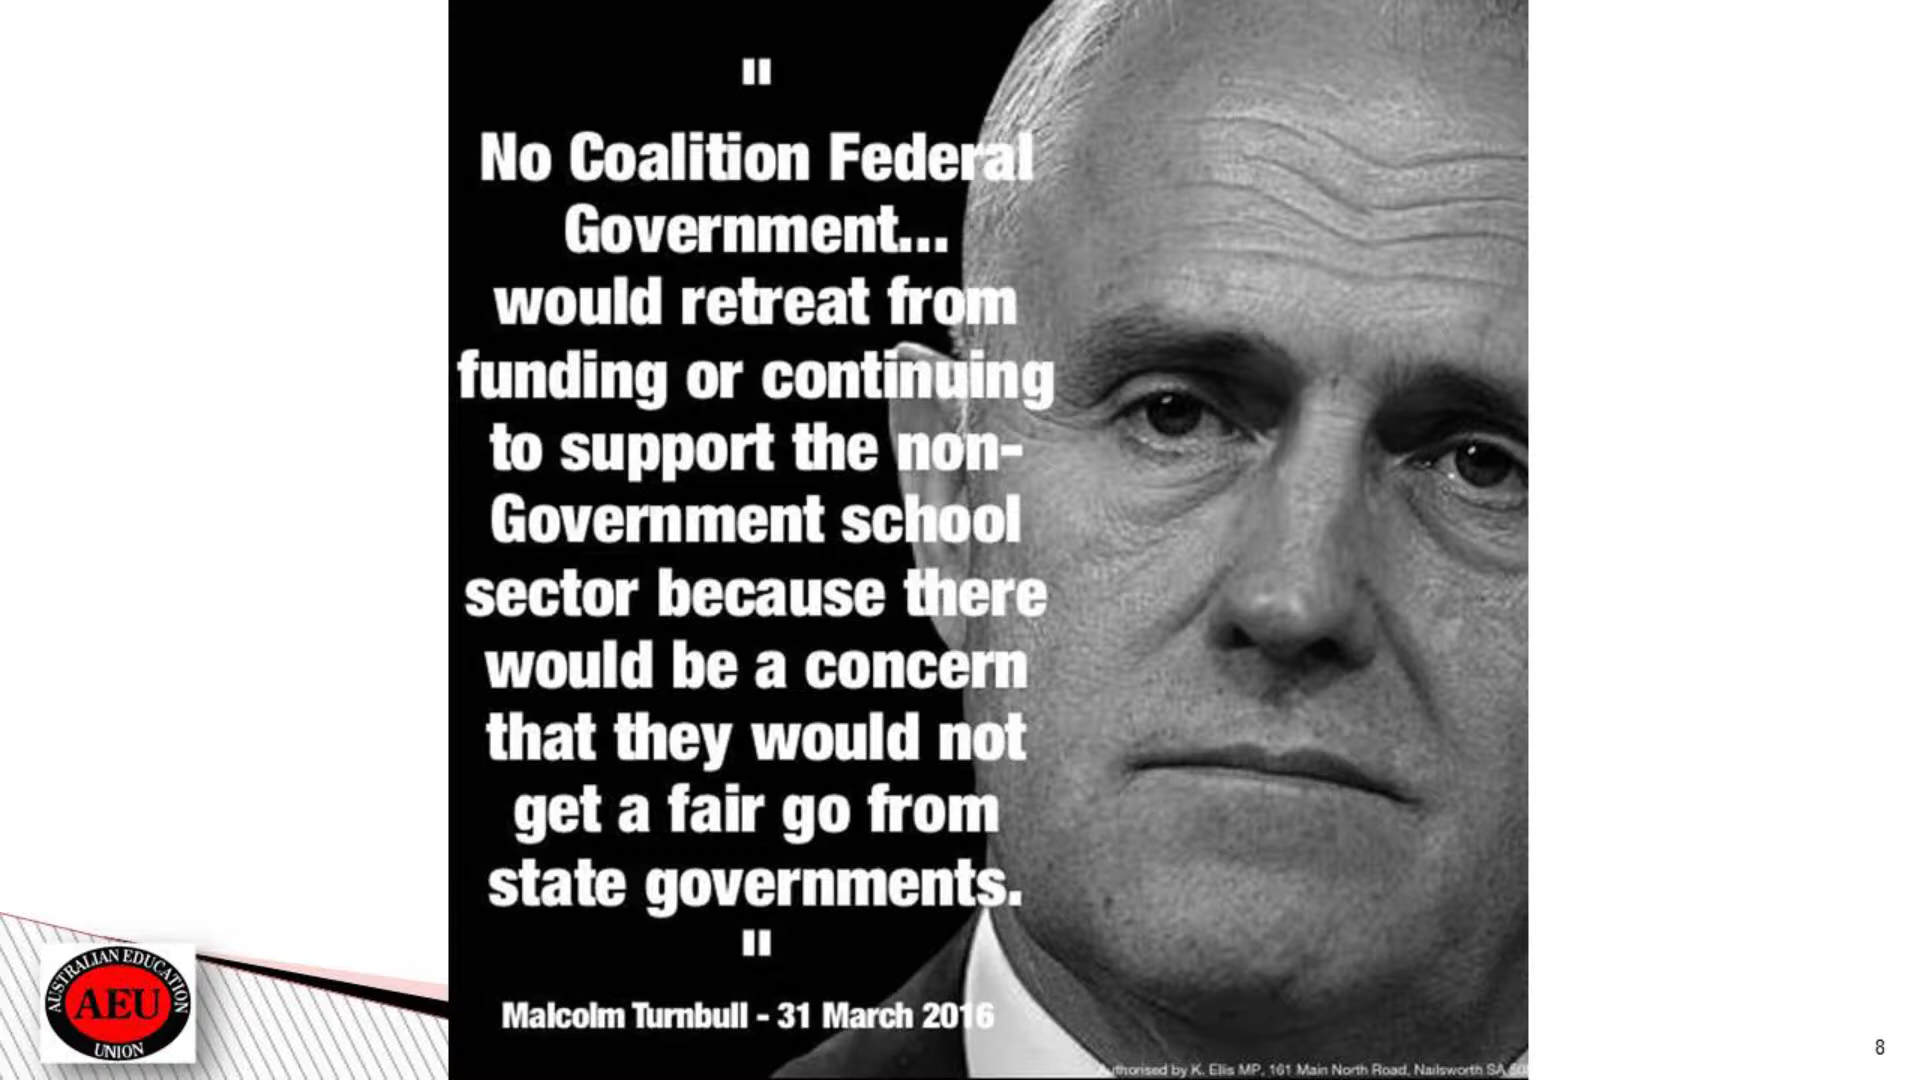 "
No Coalition Federal
Government...
would retreat from
funding or continuing
to support the non-
Government school
sector because there
would be a concern
that they would not
get a fair go from
state governments.
"
Malcolm Turnbull - 31 March 2016
Authorised by K. Ellis MP, 161 Main North Road, Nailsworth SA
AUSTRALIAN EDUCATION
AEU
UNION
8